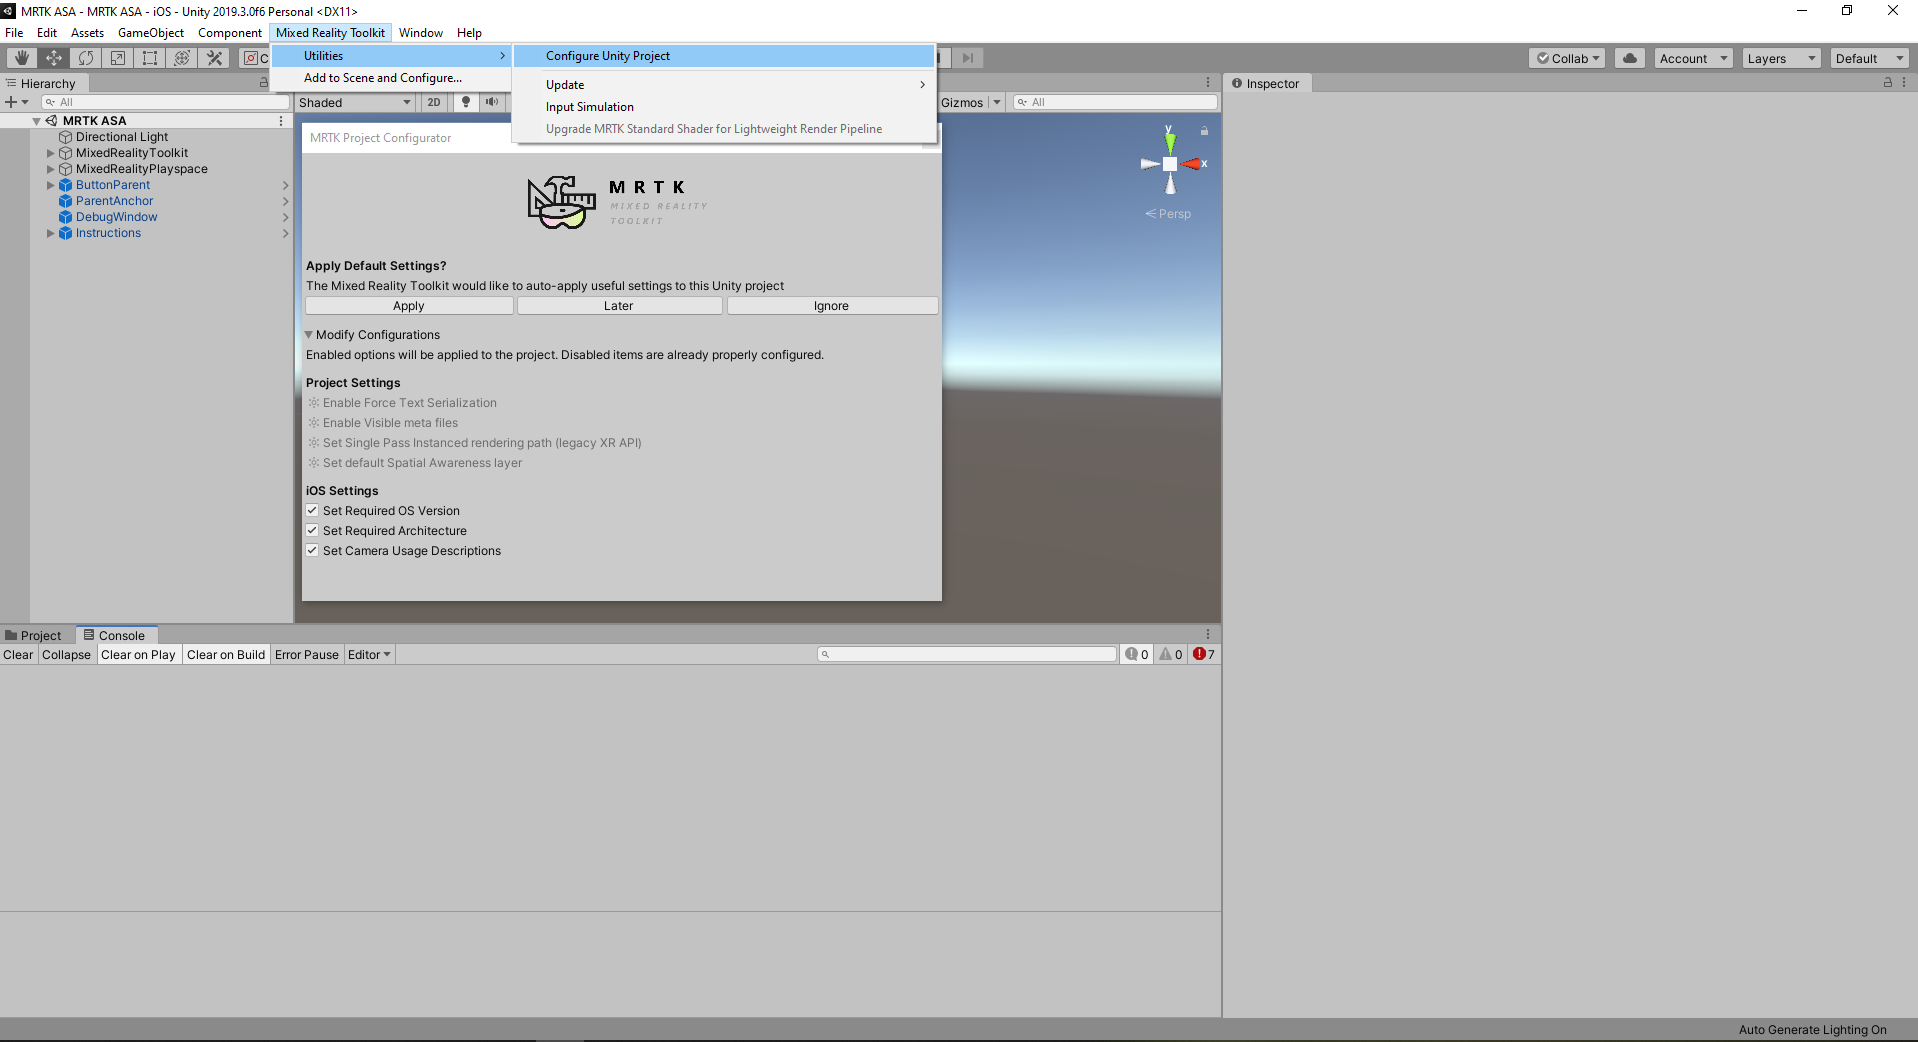 MRTK ASA - MRTK ASA - iOS - Unity 2019.3.0f6 Personal <DX11>
File Edit Assets GameObject Component Mixed Reality Toolkit Window Help
Utilities
Add to Scene and Configure...
Configure Unity Project
Update
Input Simulation
Upgrade MRTK Standard Shader for Lightweight Render Pipeline
C
Collab
Account
Layers
Default
Hierarchy
All
MRTK ASA
Directional Light
MixedRealityToolkit
MixedRealityPlayspace
ButtonParent
ParentAnchor
DebugWindow
Instructions
Shaded 2D
Gizmos All
y
x
Persp
MRTK Project Configurator
MRTK
MIXED REALITY
TOOLKIT
Apply Default Settings?
The Mixed Reality Toolkit would like to auto-apply useful settings to this Unity project
Apply Later Ignore
Modify Configurations
Enabled options will be applied to the project. Disabled items are already properly configured.
Project Settings
Enable Force Text Serialization
Enable Visible meta files
Set Single Pass Instanced rendering path (legacy XR API)
Set default Spatial Awareness layer
iOS Settings
Set Required OS Version
Set Required Architecture
Set Camera Usage Descriptions
Inspector
Project Console
Clear Collapse Clear on Play Clear on Build Error Pause Editor
0 0 7
Auto Generate Lighting On